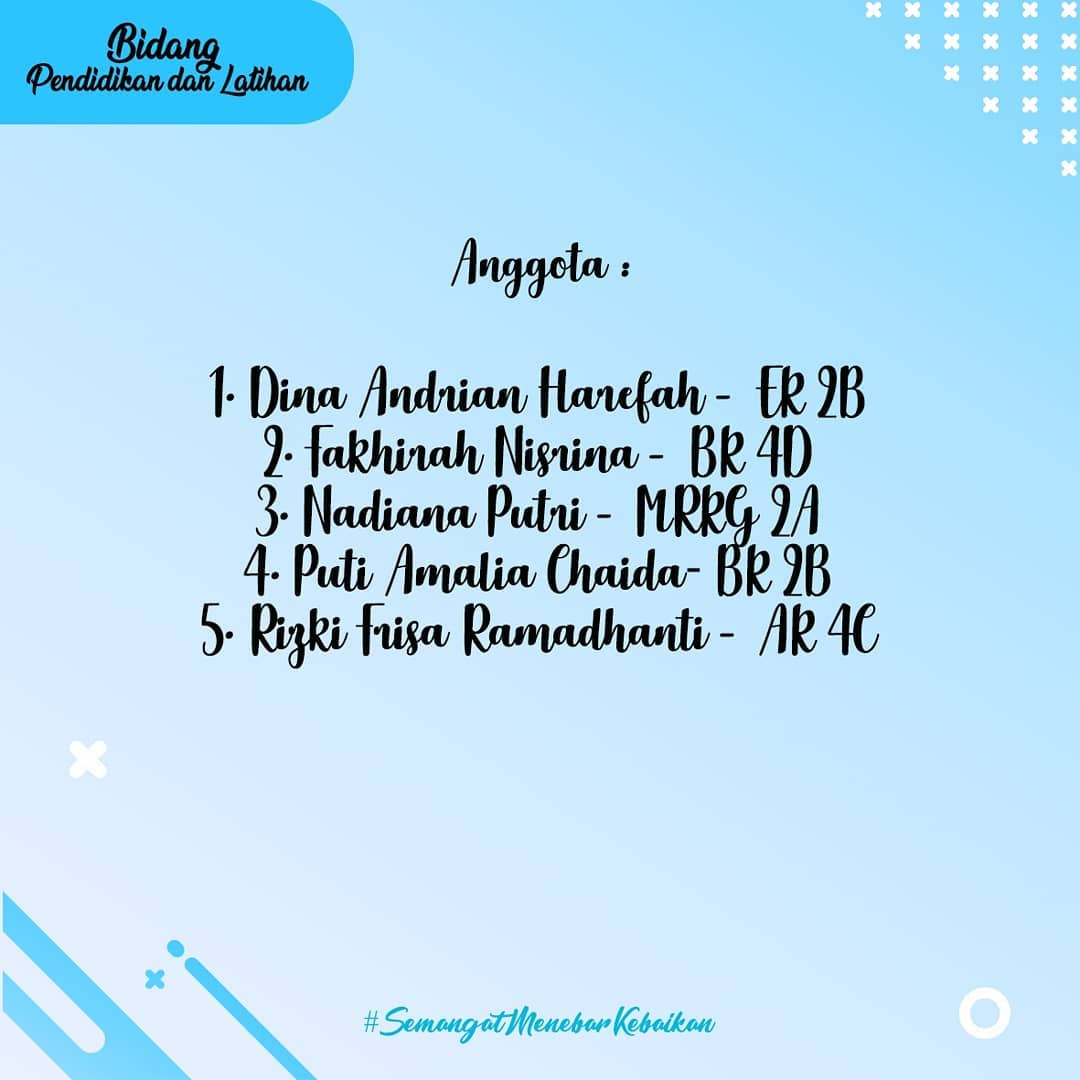 Bidang
Pendidikan dan Latihan
Anggota :
1. Dina Andrian Harefah - ER 2B
2. Fakhirah Nisrina - BR 4D
3. Nadiana Putri - MRRG 2A
4. Puti Amalia Chaida- BR 2B
5. Rizki Frisa Ramadhanti - AR 4C
#SemangatMenebarKebaikan